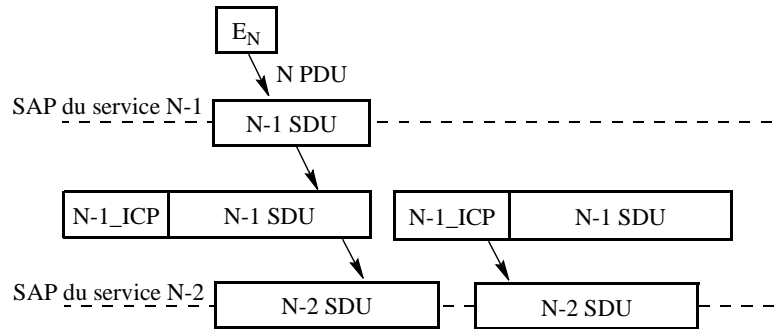 EN
N PDU
SAP du service N-1
N-1 SDU
N-1_ICP N-1 SDU N-1_ICP N-1 SDU
SAP du service N-2
N-2 SDU N-2 SDU